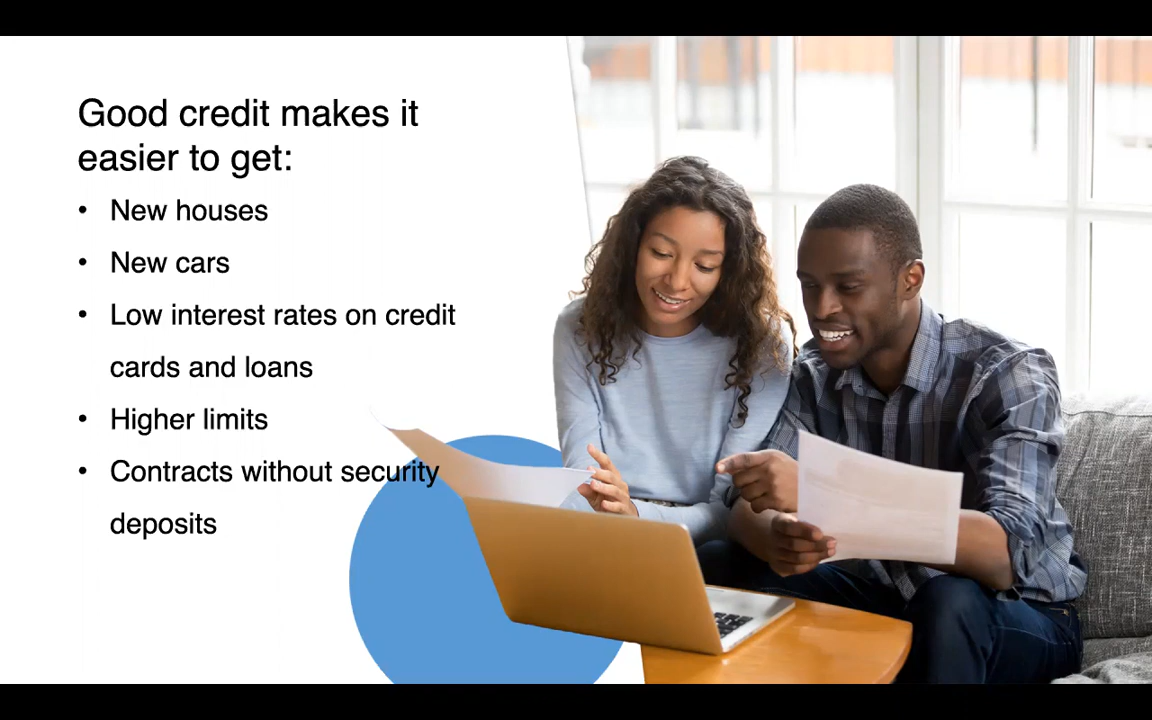 Good credit makes it
easier to get:
• New houses
• New cars
• Low interest rates on credit
cards and loans
• Higher limits
• Contracts without security
deposits